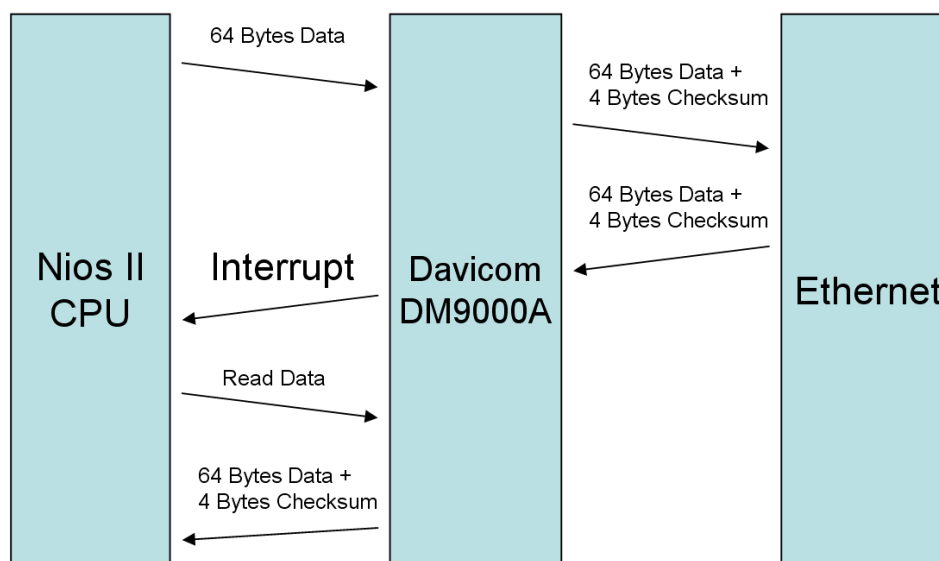 64 Bytes Data
64 Bytes Data +
4 Bytes Checksum
64 Bytes Data +
4 Bytes Checksum
Nios II
CPU
Interrupt
Davicom
DM9000A
Ethernet
Read Data
64 Bytes Data +
4 Bytes Checksum